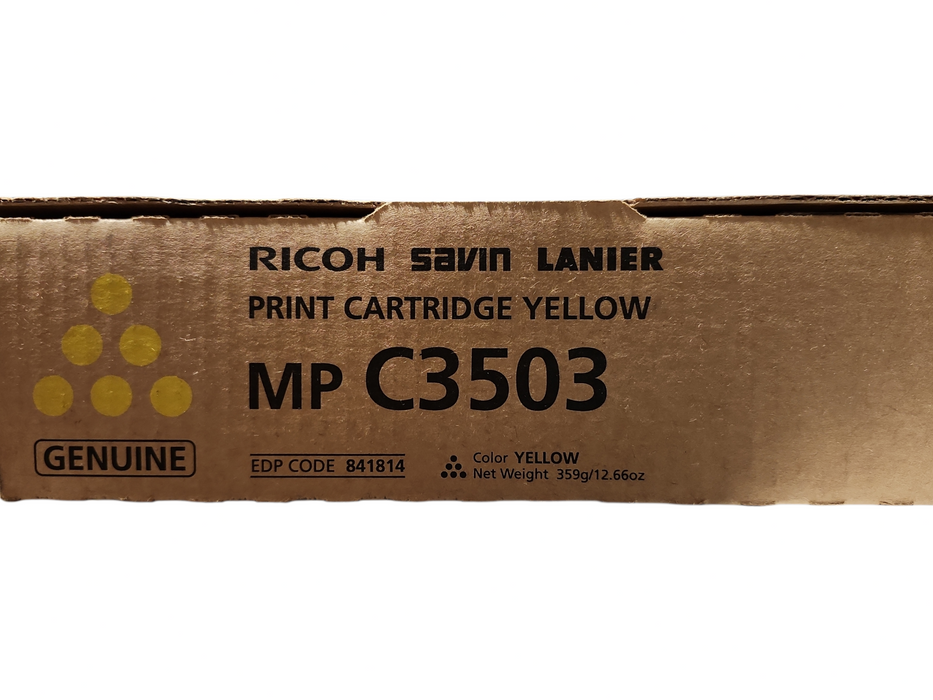 RICOH savin LANIER
PRINT CARTRIDGE YELLOW
MP C3503
GENUINE
EDP CODE 841814
Color YELLOW
Net Weight 359g/12.66oz